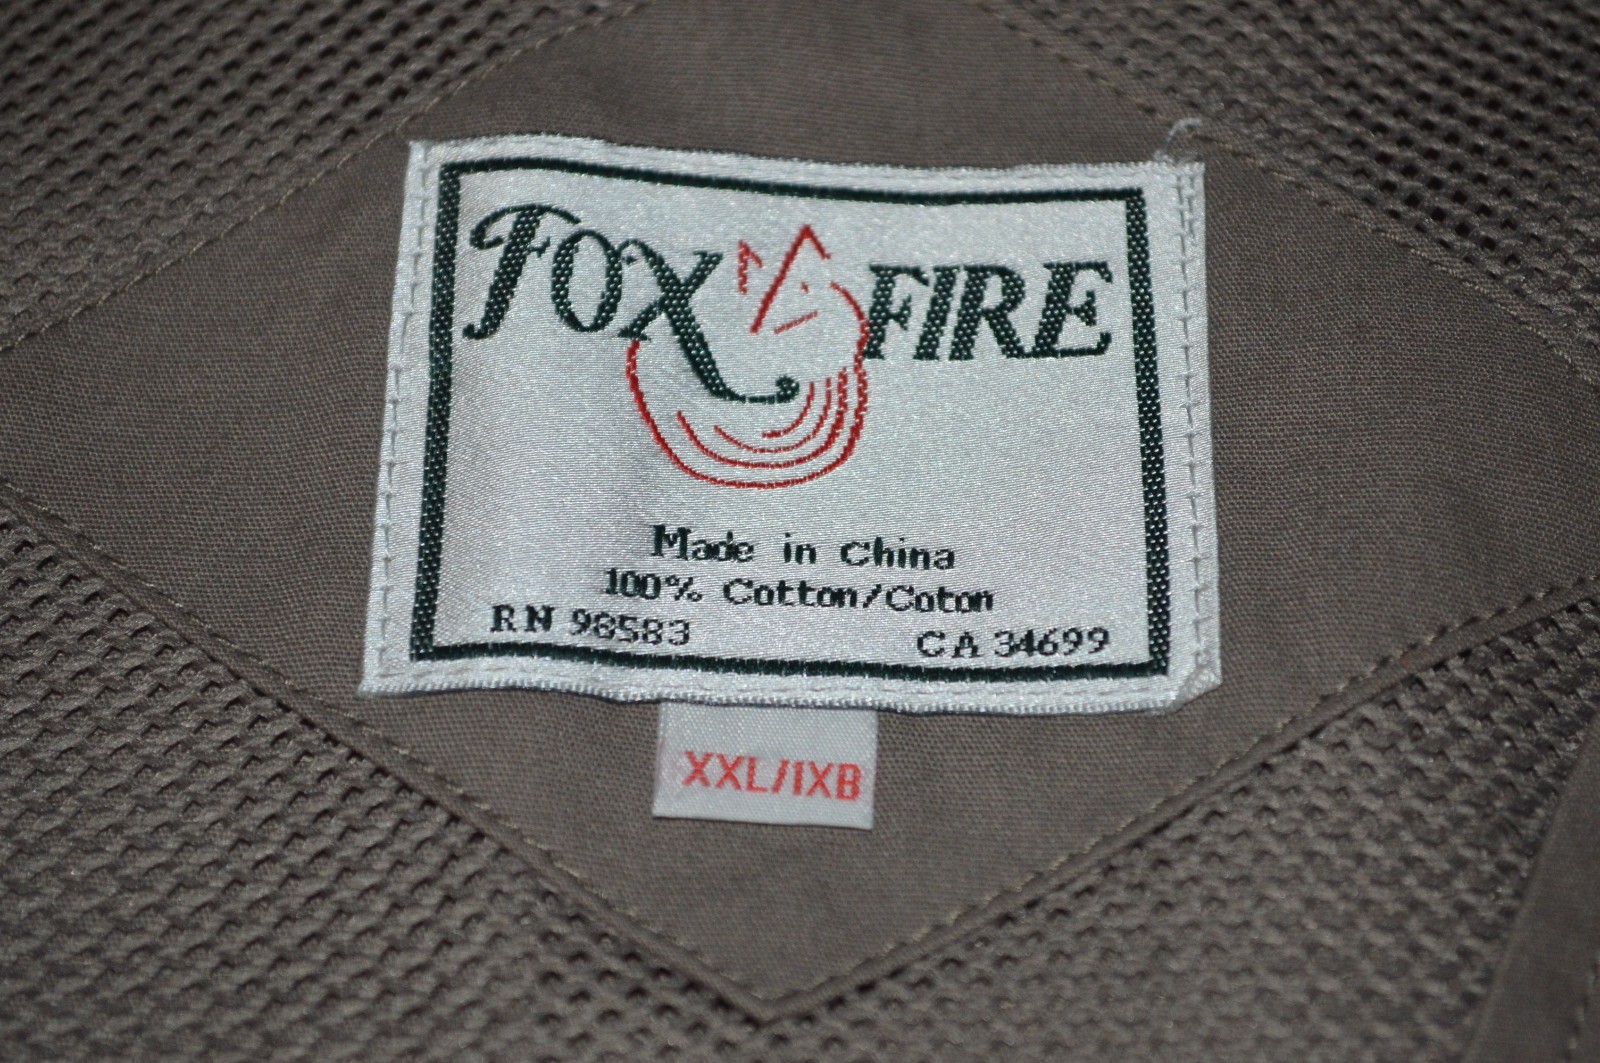 FOX FIRE
Made in China
100% Cotton/Coton
RN 98583 CA 34699
XXL/1XB